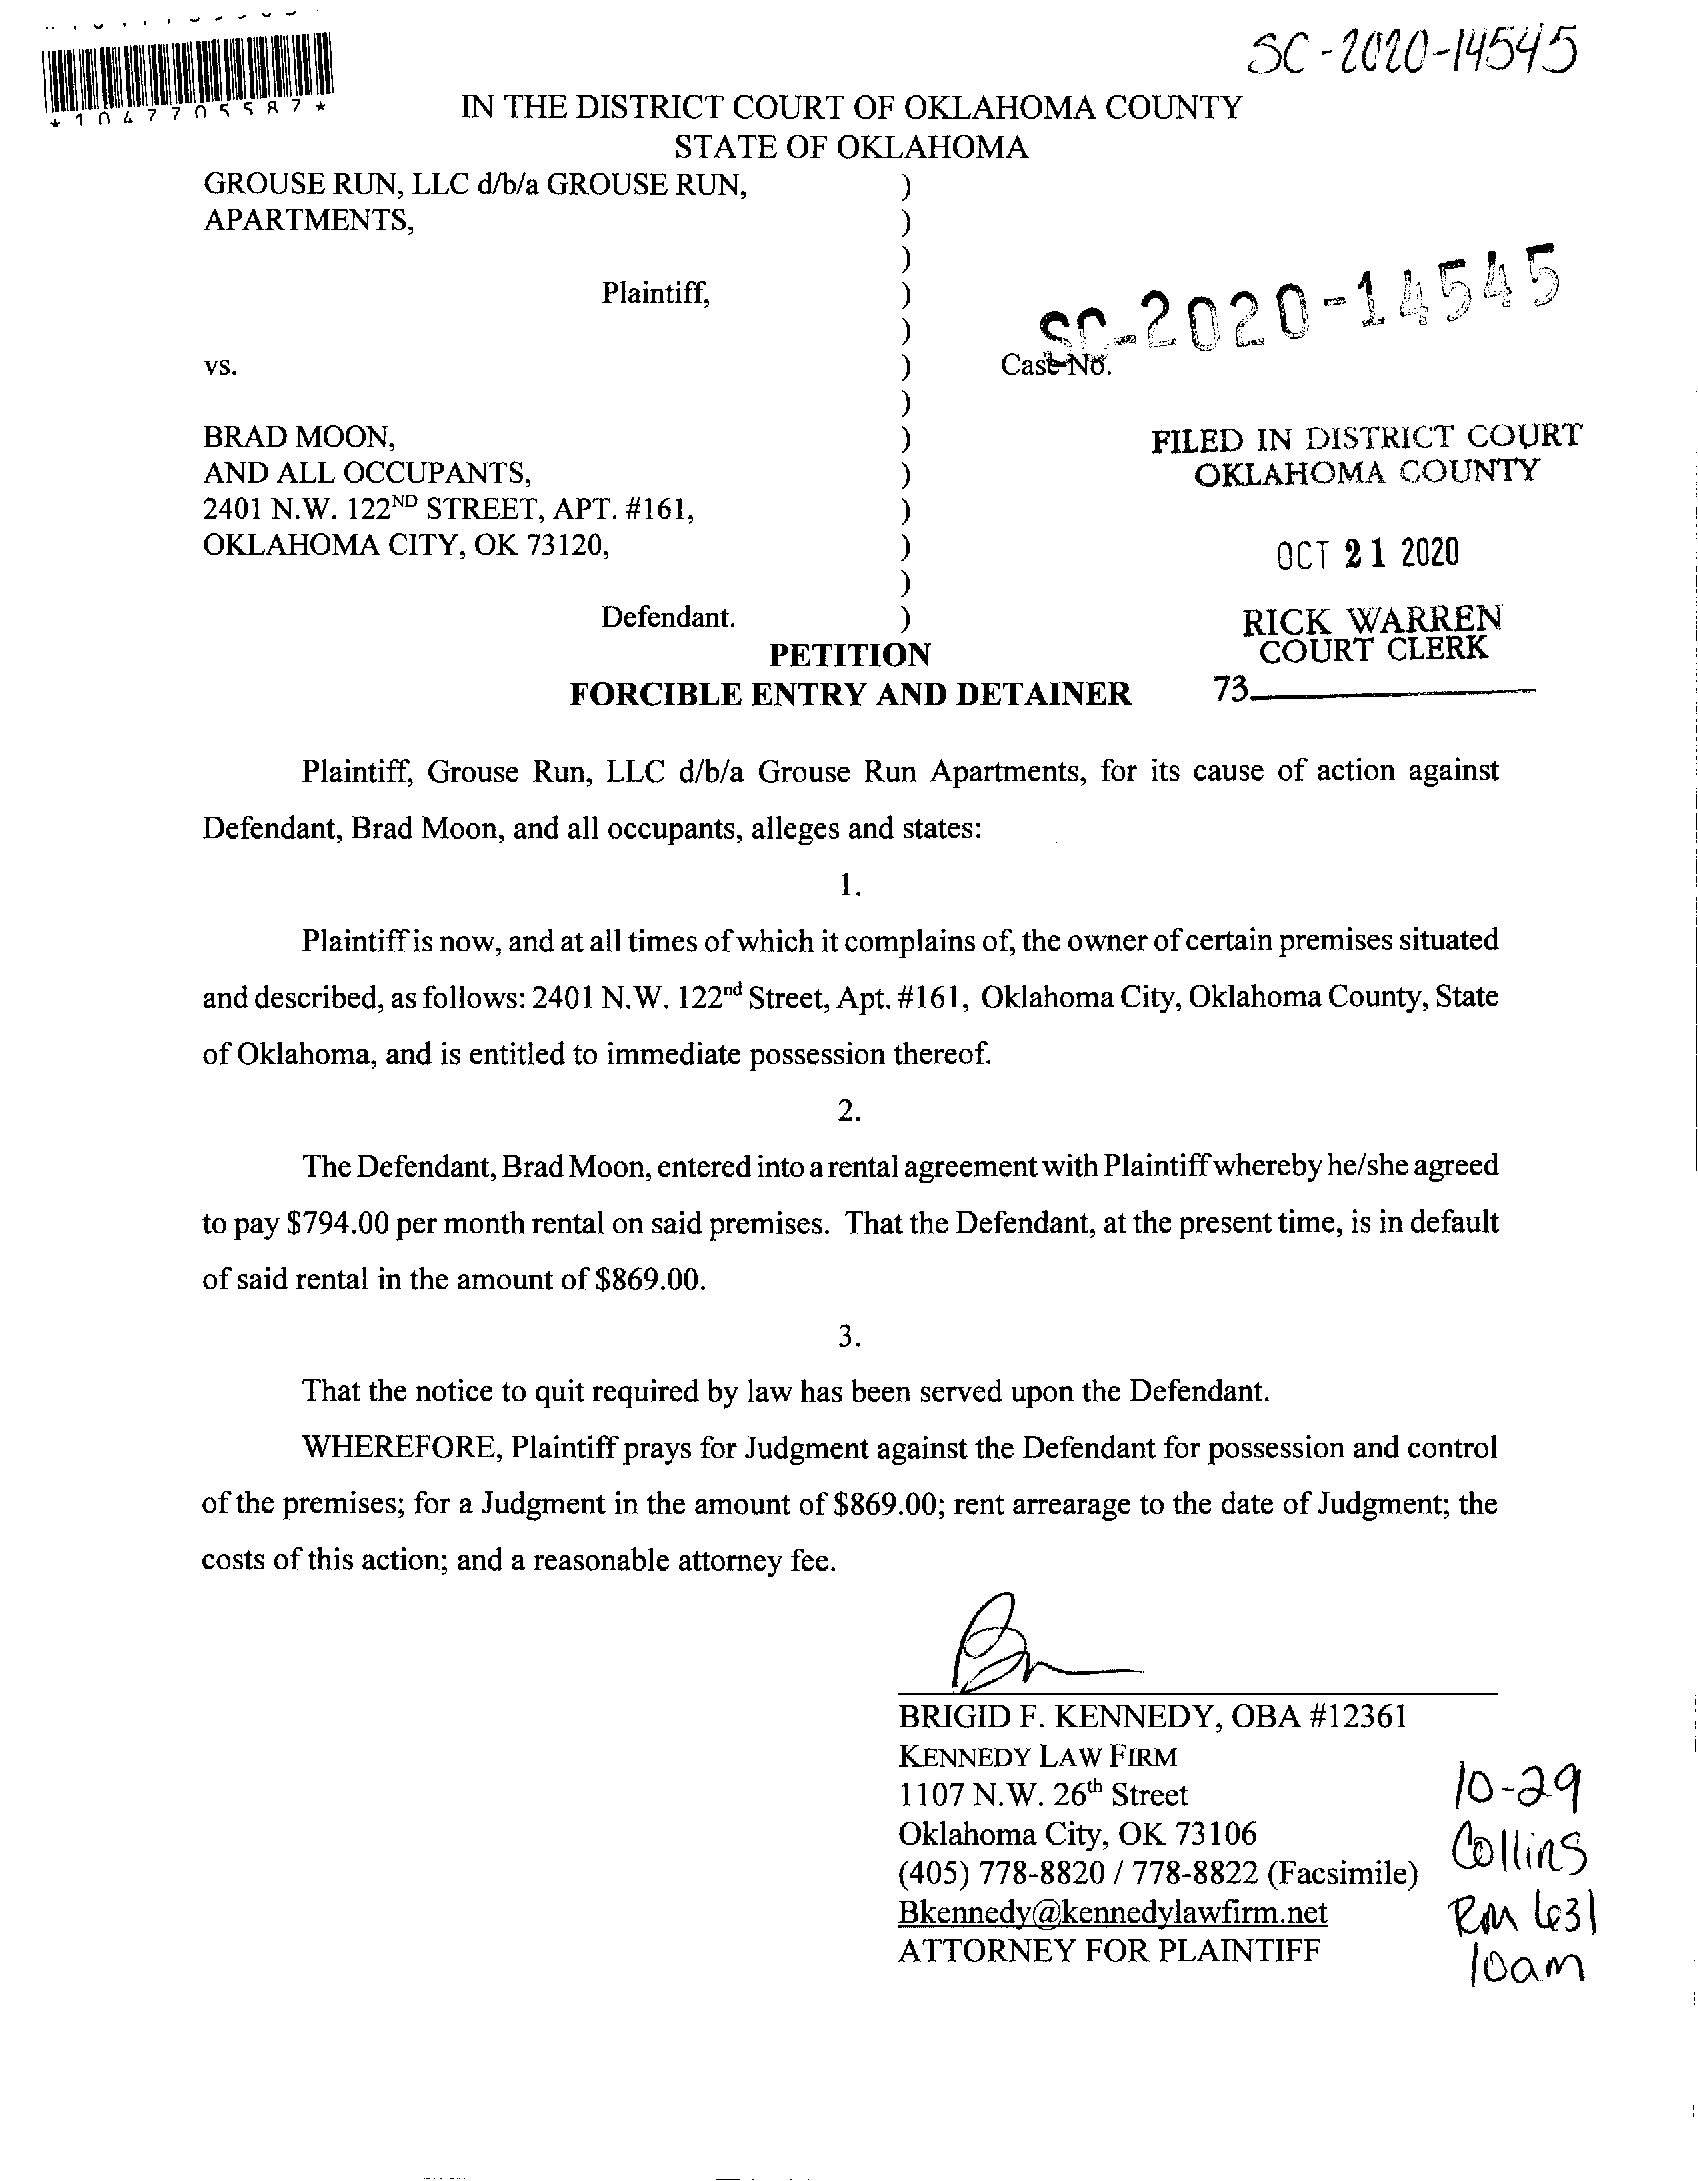 SC-2020-14545
*1047705587*
IN THE DISTRICT COURT OF OKLAHOMA COUNTY
STATE OF OKLAHOMA
GROUSE RUN, LLC d/b/a GROUSE RUN, )
APARTMENTS, )
)
Plaintiff, )
)
SC-2020-14545
vs. ) Case No.
)
BRAD MOON, ) FILED IN DISTRICT COURT
AND ALL OCCUPANTS, ) OKLAHOMA COUNTY
2401 N.W. 122ND STREET, APT. #161, )
OKLAHOMA CITY, OK 73120, ) OCT 21 2020
)
Defendant. ) RICK WARREN
PETITION COURT CLERK
FORCIBLE ENTRY AND DETAINER 73
Plaintiff, Grouse Run, LLC d/b/a Grouse Run Apartments, for its cause of action against
Defendant, Brad Moon, and all occupants, alleges and states:
1.
Plaintiff is now, and at all times of which it complains of, the owner of certain premises situated
and described, as follows: 2401 N.W. 122nd Street, Apt. #161, Oklahoma City, Oklahoma County, State
of Oklahoma, and is entitled to immediate possession thereof.
2.
The Defendant, Brad Moon, entered into a rental agreement with Plaintiff whereby he/she agreed
to pay $794.00 per month rental on said premises. That the Defendant, at the present time, is in default
of said rental in the amount of $869.00.
3.
That the notice to quit required by law has been served upon the Defendant.
WHEREFORE, Plaintiff prays for Judgment against the Defendant for possession and control
of the premises; for a Judgment in the amount of $869.00; rent arrearage to the date of Judgment; the
costs of this action; and a reasonable attorney fee.
BRIGID F. KENNEDY, OBA #12361
KENNEDY LAW FIRM
1107 N.W. 26th Street
Oklahoma City, OK 73106
(405) 778-8820 / 778-8822 (Facsimile)
Bkennedy@kennedylawfirm.net
ATTORNEY FOR PLAINTIFF
10-29
Collins
RM 631
10am